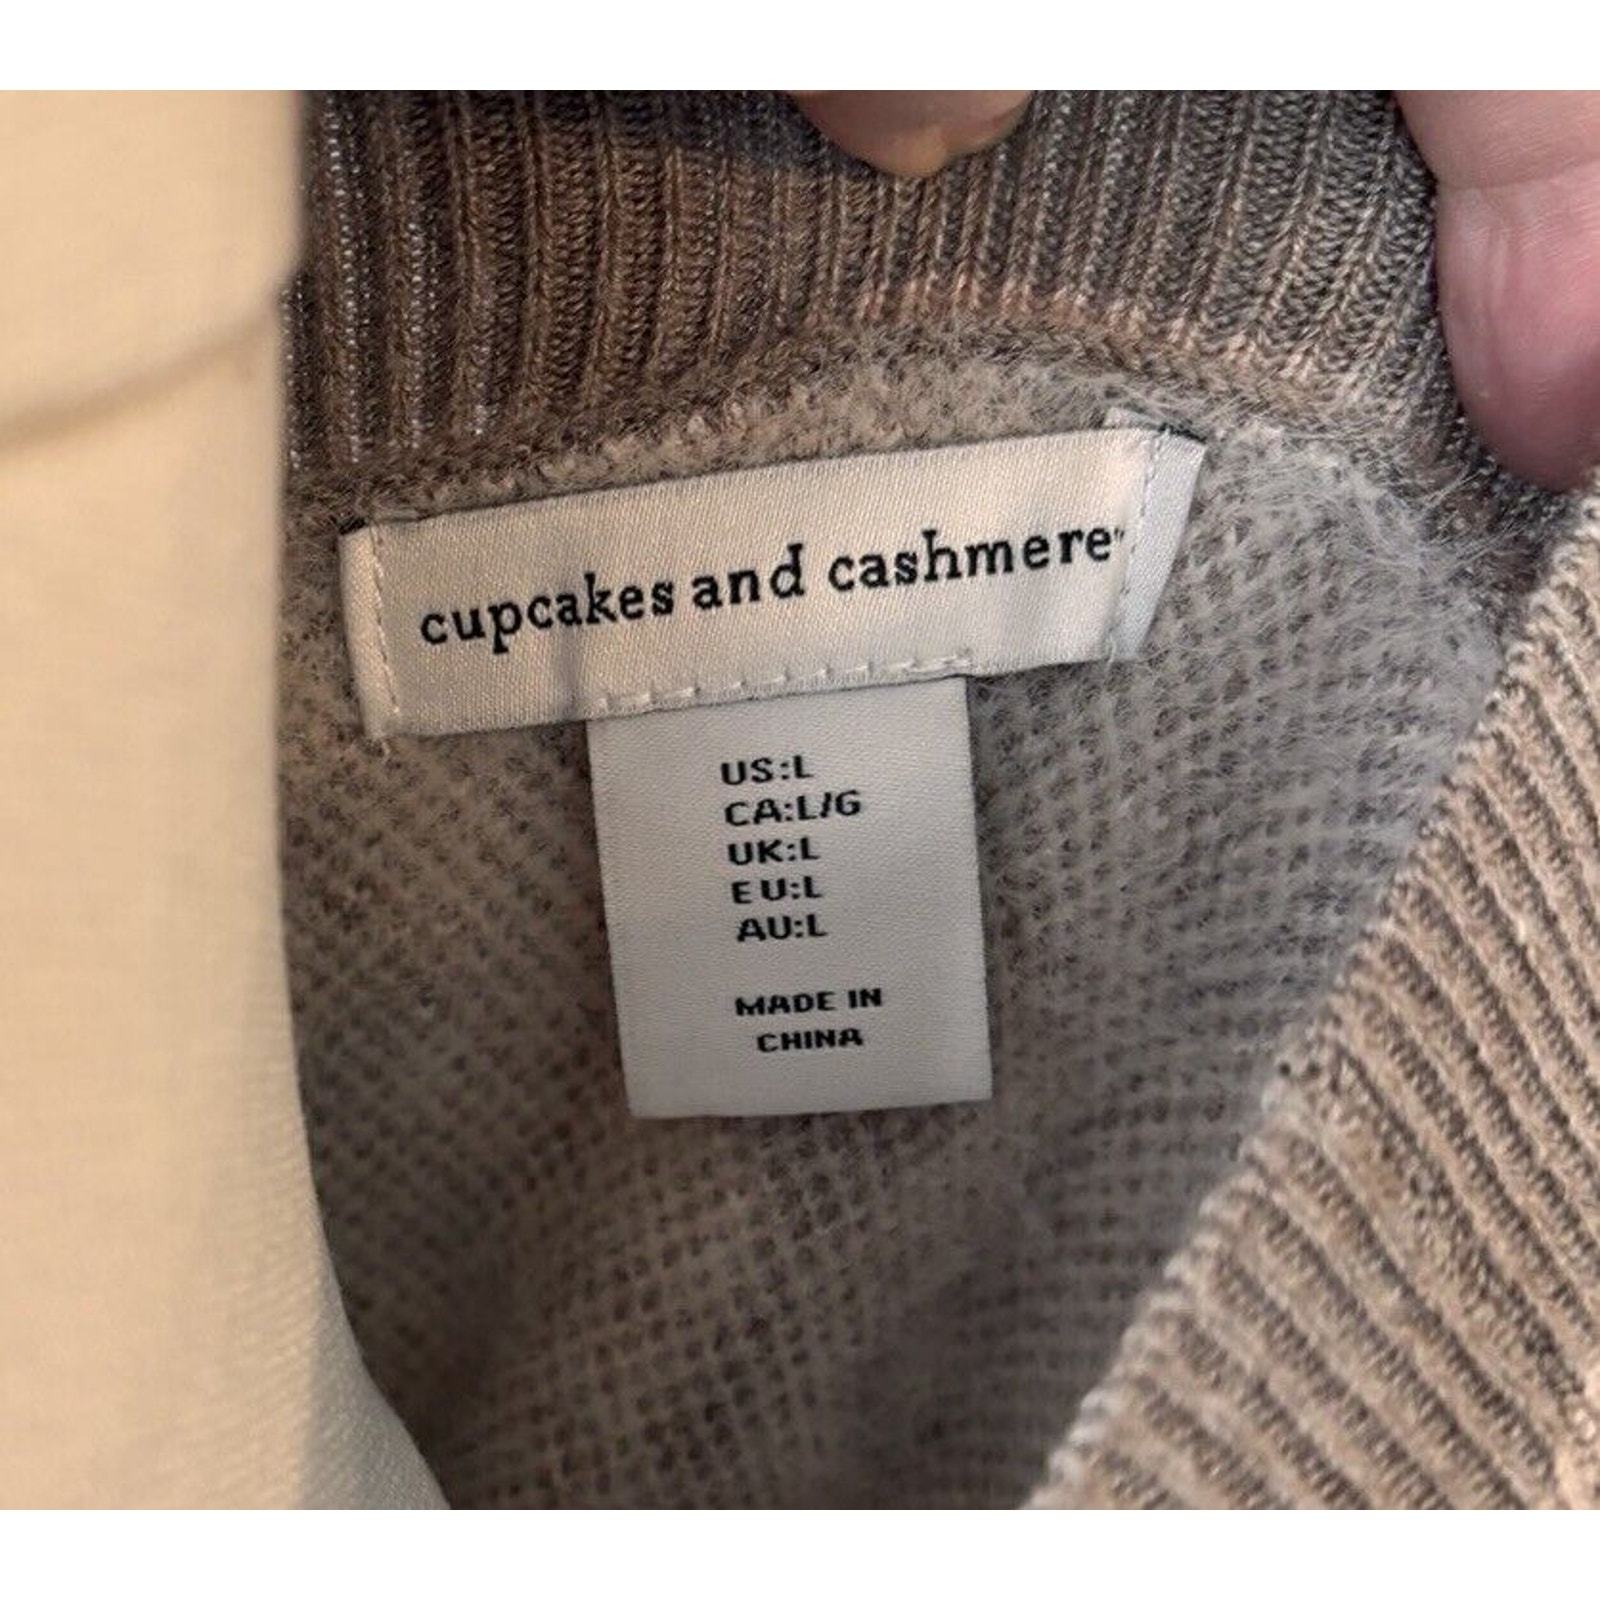 cupcakes and cashmere
US:L
CA:L/G
UK:L
EU:L
AU:L
MADE IN
CHINA